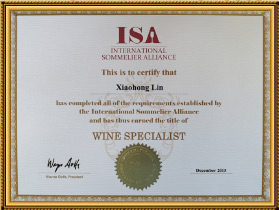 ISA
INTERNATIONAL
SOMMELIER ALLIANCE
This is to certify that
Xiaohong Lin
has completed all of the requirements established by
the International Sommelier Alliance
and has thus earned the title of
WINE SPECIALIST
President
December